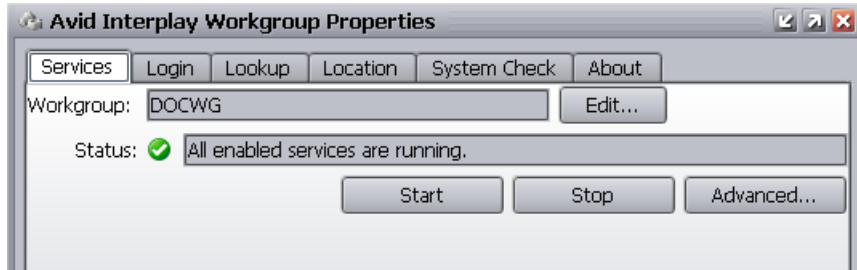 Avid Interplay Workgroup Properties
Services Login Lookup Location System Check About
Workgroup: DOCWG Edit...
Status: All enabled services are running.
Start Stop Advanced...